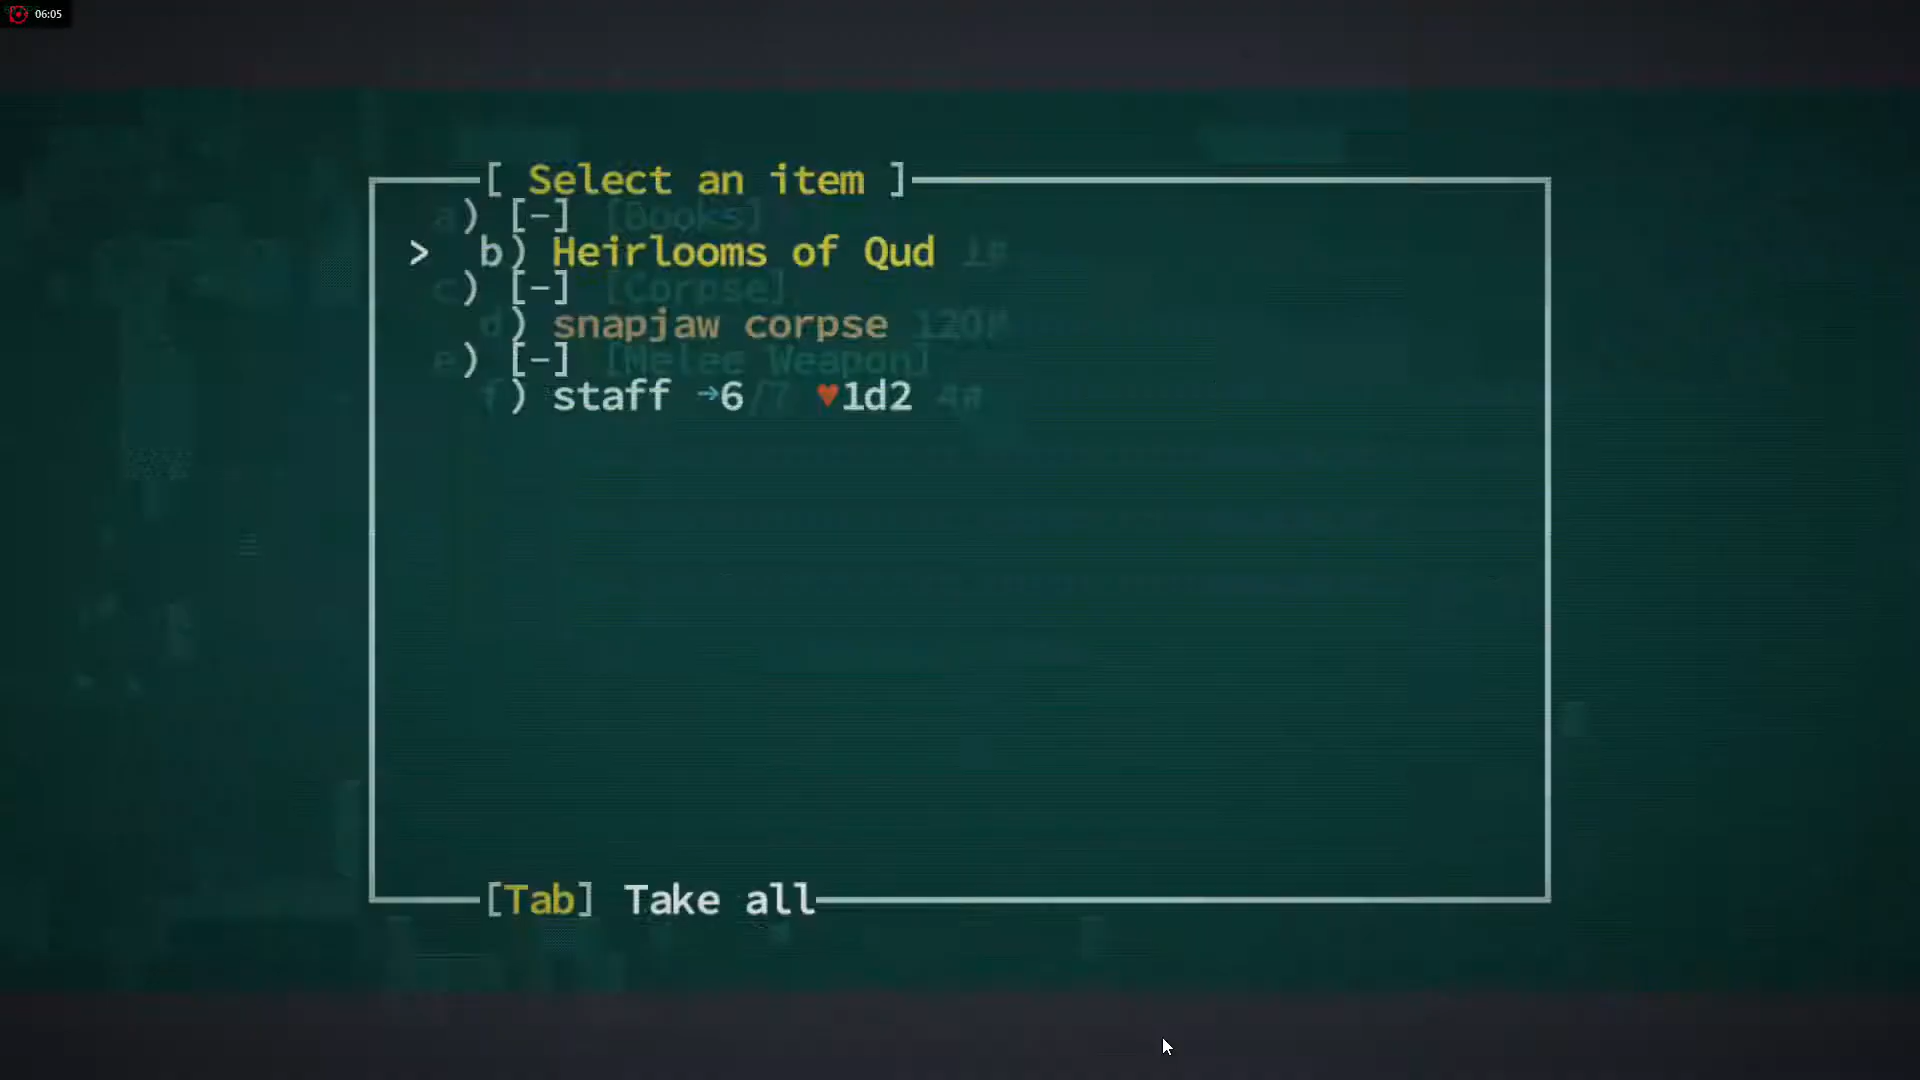 06:05
[ Select an item ]
a) [-] [Books]
> b) Heirlooms of Qud 1#
c) [-] [Corpse]
d) snapjaw corpse 120#
e) [-] [Melee Weapon]
f) staff →6/7 ♥1d2 4#
[Tab] Take all